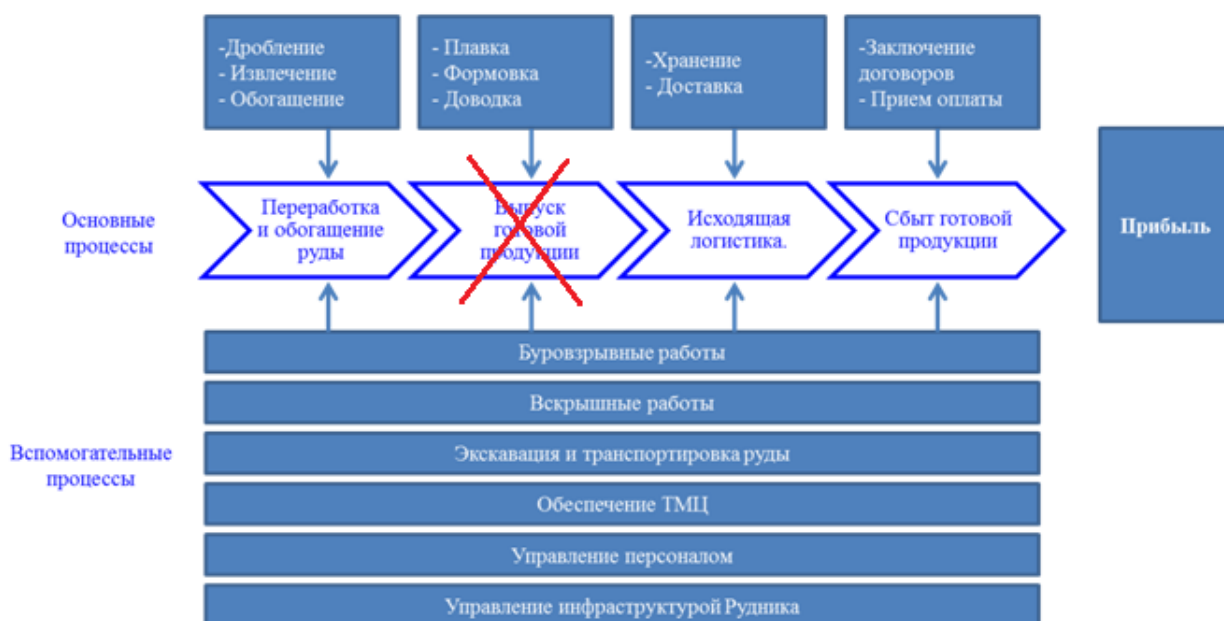 -Дробление
- Извлечение
- Обогащение
- Плавка
- Формовка
- Доводка
-Хранение
- Доставка
-Заключение
договоров
- Прием оплаты
Основные
процессы
Переработка
и обогащение
руды
Выпуск
готовой
продукции
Исходящая
логистика.
Сбыт готовой
продукции
Прибыль
Вспомогательные
процессы
Буровзрывные работы
Вскрышные работы
Экскавация и транспортировка руды
Обеспечение ТМЦ
Управление персоналом
Управление инфраструктурой Рудника